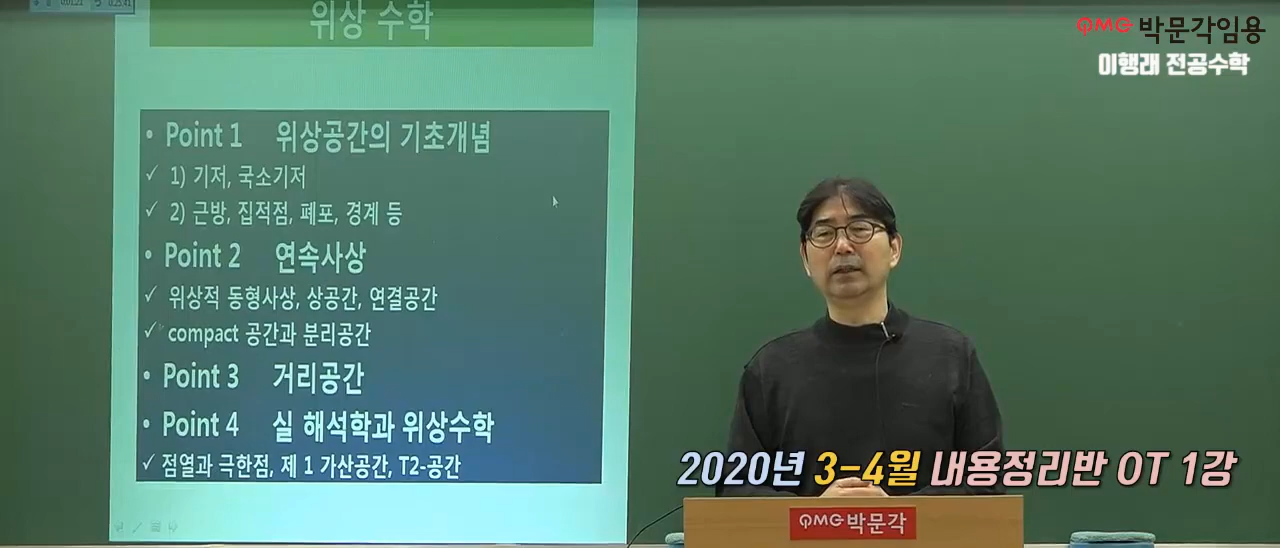 위상 수학
• Point 1 위상공간의 기초개념
✓ 1) 기저, 국소기저
✓ 2) 근방, 집적점, 폐포, 경계 등
• Point 2 연속사상
✓ 위상적 동형사상, 상공간, 연결공간
✓ compact 공간과 분리공간
• Point 3 거리공간
• Point 4 실 해석학과 위상수학
✓ 점열과 극한점, 제 1 가산공간, T2-공간
PMG 박문각임용
이행래 전공수학
2020년 3-4월 내용정리반 OT 1강
PMG 박문각